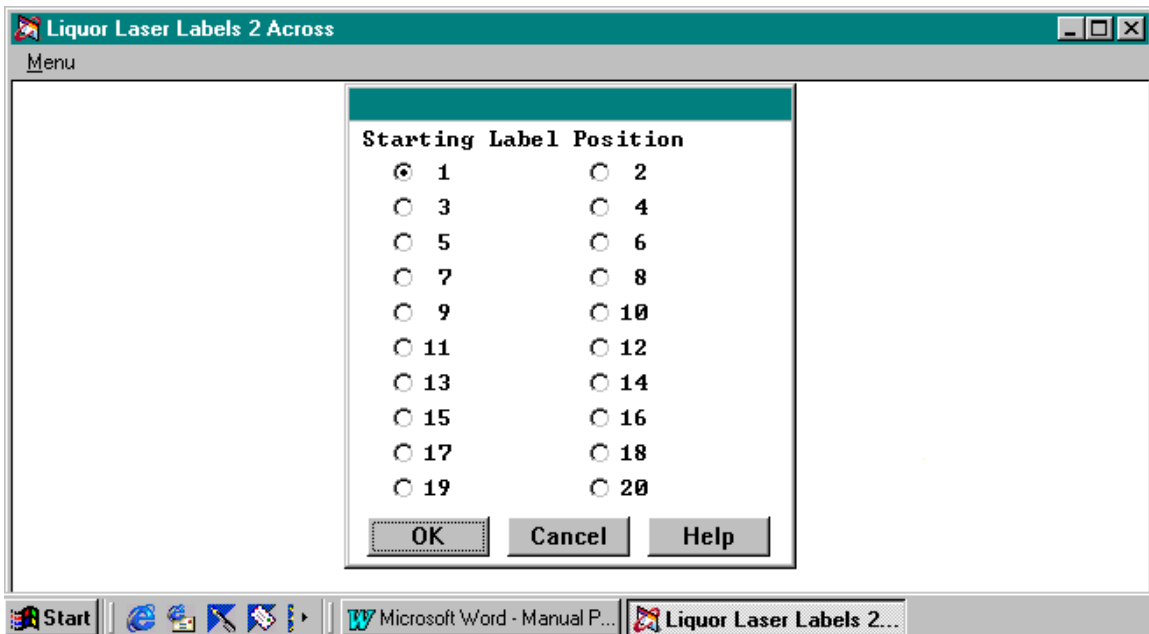 Liquor Laser Labels 2 Across
Menu
Starting Label Position
1 2
3 4
5 6
7 8
9 10
11 12
13 14
15 16
17 18
19 20
OK Cancel Help
Start Microsoft Word - Manual P... Liquor Laser Labels 2...